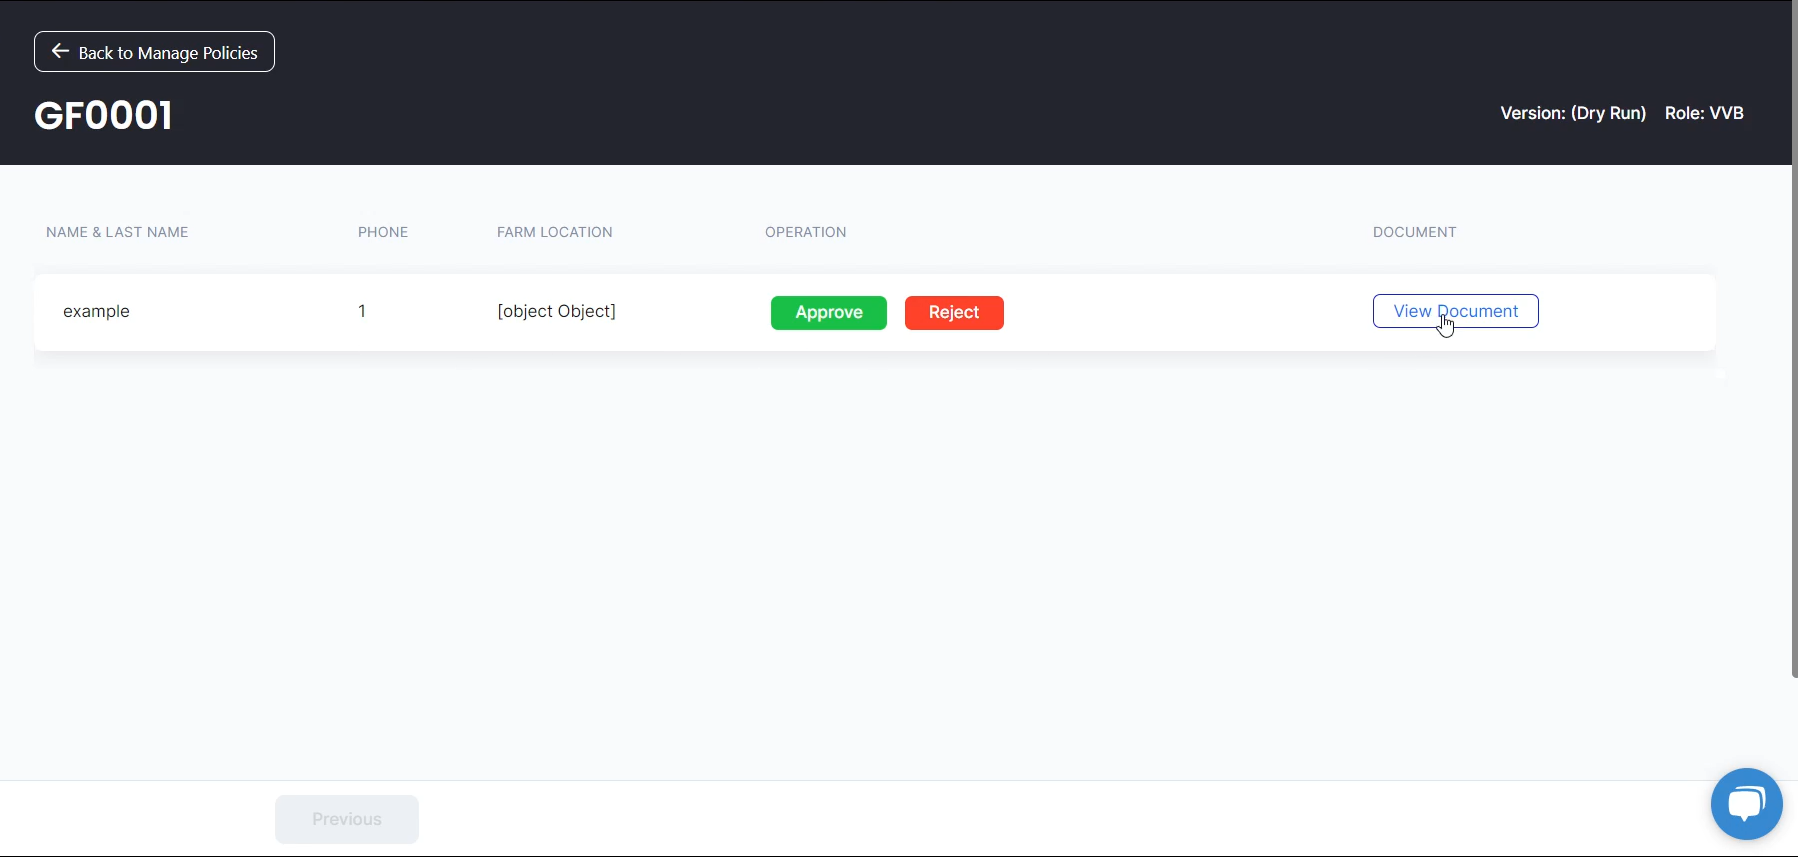 Back to Manage Policies
GF0001
Version: (Dry Run) Role: VVB
NAME & LAST NAME PHONE FARM LOCATION OPERATION DOCUMENT
example 1 [object Object] Approve Reject View Document
Previous